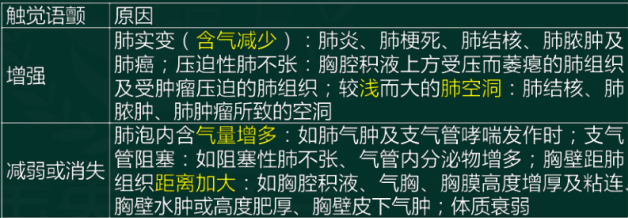 触觉语颤 原因
肺实变（含气减少）：肺炎、肺梗死、肺结核、肺脓肿及
肺癌；压迫性肺不张：胸腔积液上方受压而萎瘪的肺组织
增强
及受肿瘤压迫的肺组织；较浅而大的肺空洞：肺结核、肺
脓肿、肺肿瘤所致的空洞
肺泡内含气量增多：如肺气肿及支气管哮喘发作时；支气
管阻塞：如阻塞性肺不张、气管内分泌物增多；胸壁距肺
减弱或消失
组织距离加大：如胸腔积液、气胸、胸膜高度增厚及粘连、
胸壁水肿或高度肥厚、胸壁皮下气肿；体质衰弱